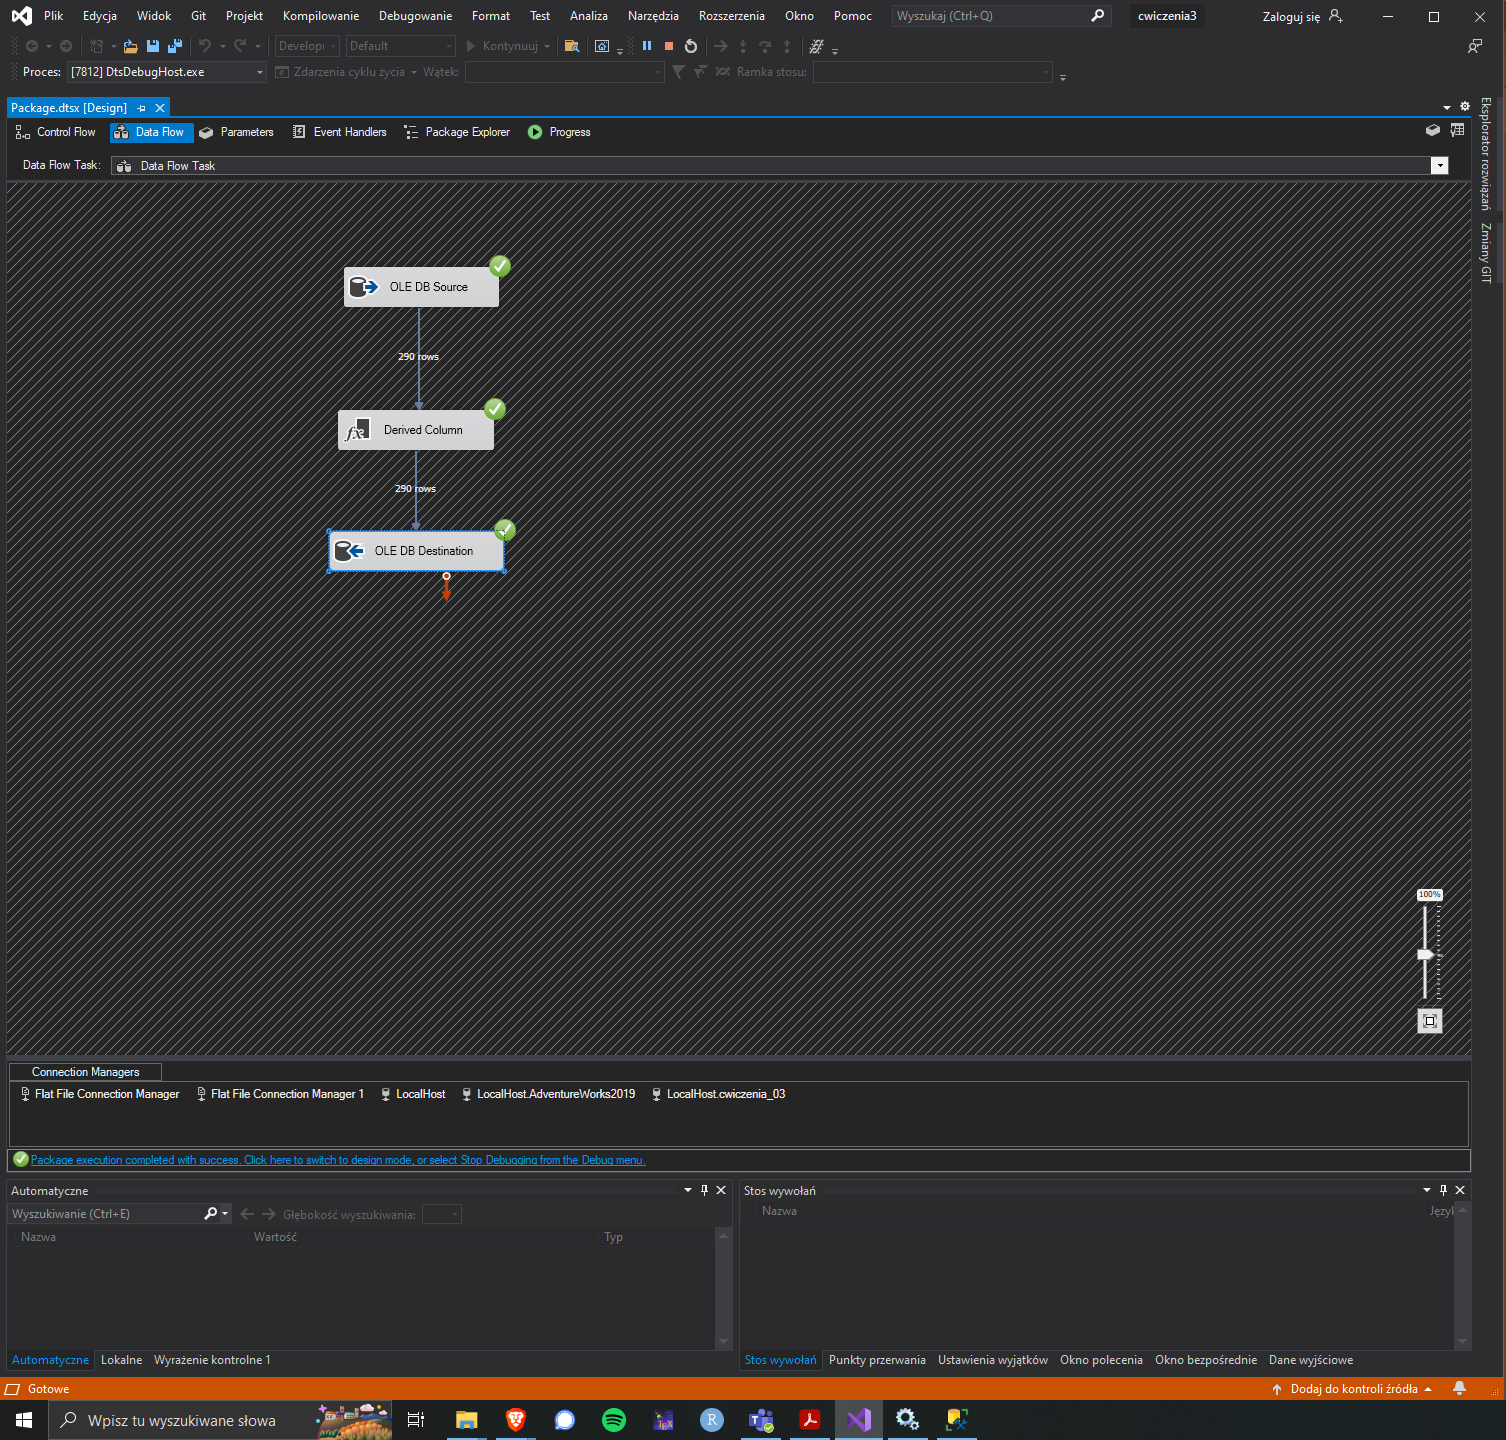 Plik Edycja Widok Git Projekt Kompilowanie Debugowanie Format Test Analiza Narzędzia Rozszerzenia Okno Pomoc Wyszukaj (Ctrl+Q) cwiczenia3 Zaloguj się
Developi Default Kontynuuj
Proces: [7812] DtsDebugHost.exe Zdarzenia cyklu życia Wątek: Ramka stosu:
Package.dtsx [Design]
Control Flow Data Flow Parameters Event Handlers Package Explorer Progress
Data Flow Task: Data Flow Task
Eksplorator rozwiązań
Zmiany GIT
OLE DB Source
290 rows
fx Derived Column
290 rows
OLE DB Destination
100%
Connection Managers
Flat File Connection Manager Flat File Connection Manager 1 LocalHost LocalHost.AdventureWorks2019 LocalHost.cwiczenia_03
Package execution completed with success. Click here to switch to design mode, or select Stop Debugging from the Debug menu.
Automatyczne
Wyszukiwanie (Ctrl+E) Głębokość wyszukiwania:
Nazwa Wartość Typ
Stos wywołań
Nazwa Język
Automatyczne Lokalne Wyrażenie kontrolne 1
Stos wywołań Punkty przerwania Ustawienia wyjątków Okno polecenia Okno bezpośrednie Dane wyjściowe
Gotowe Dodaj do kontroli źródła
Wpisz tu wyszukiwane słowa
TEX
R
T